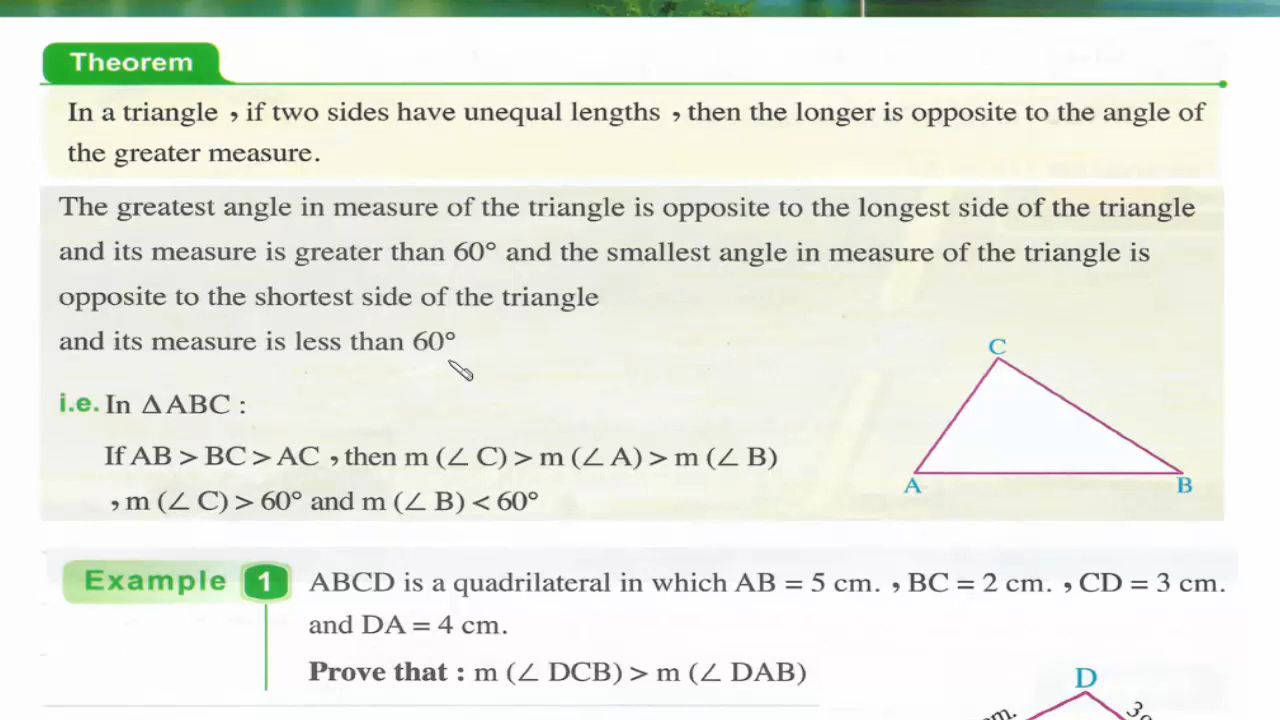 Theorem
In a triangle , if two sides have unequal lengths , then the longer is opposite to the angle of
the greater measure.
The greatest angle in measure of the triangle is opposite to the longest side of the triangle
and its measure is greater than 60° and the smallest angle in measure of the triangle is
opposite to the shortest side of the triangle
and its measure is less than 60°
C
i.e. In ΔABC :
If AB > BC > AC , then m (∠ C) > m (∠ A) > m (∠ B)
A B
, m (∠ C) > 60° and m (∠ B) < 60°
Example 1 ABCD is a quadrilateral in which AB = 5 cm. , BC = 2 cm. , CD = 3 cm.
and DA = 4 cm.
Prove that : m (∠ DCB) > m (∠ DAB)
D